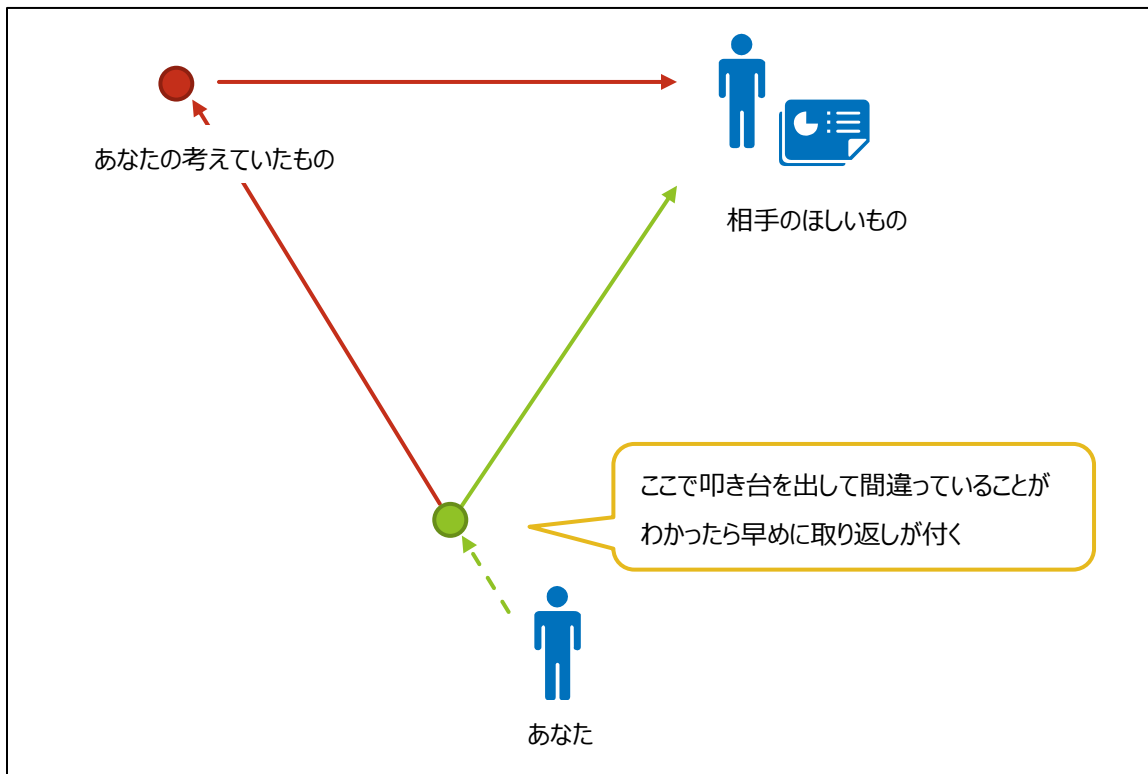 あなたの考えていたもの
相手のほしいもの
ここで叩き台を出して間違っていることが
わかったら早めに取り返しが付く
あなた